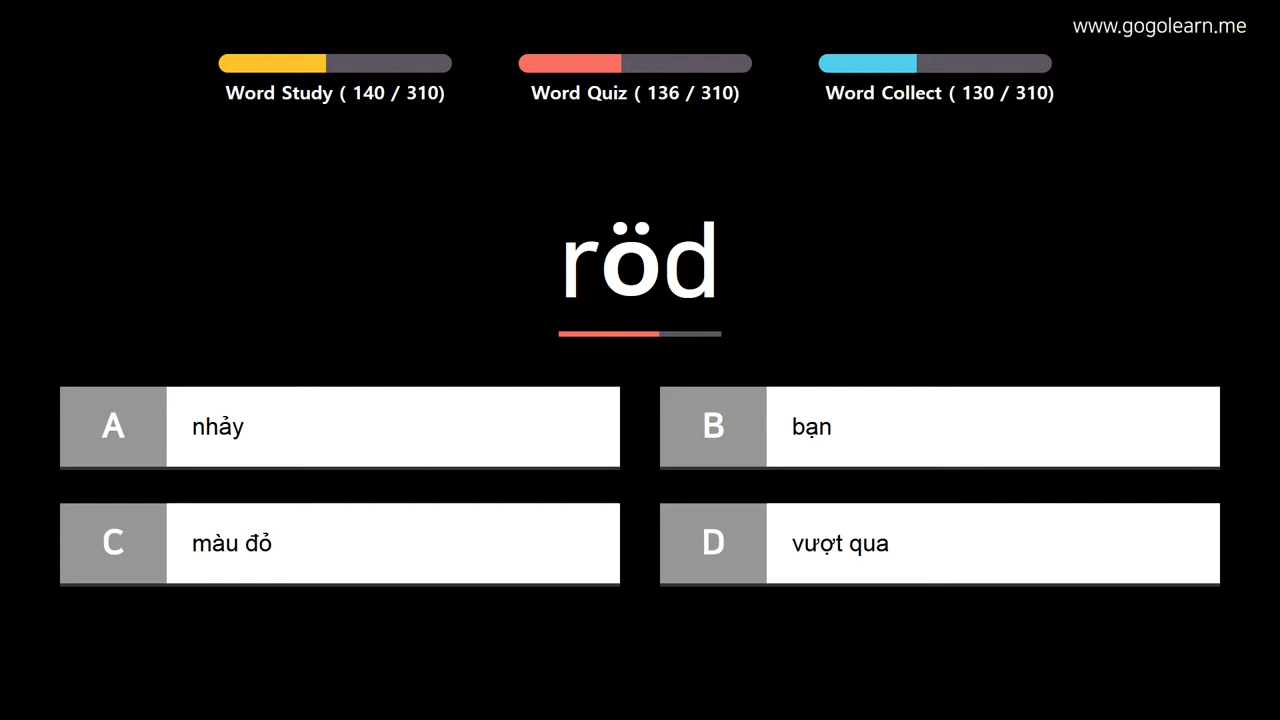 www.gogolearn.me
Word Study ( 140 / 310)
Word Quiz ( 136 / 310)
Word Collect ( 130 / 310)
röd
A nhảy
B bạn
C màu đỏ
D vượt qua